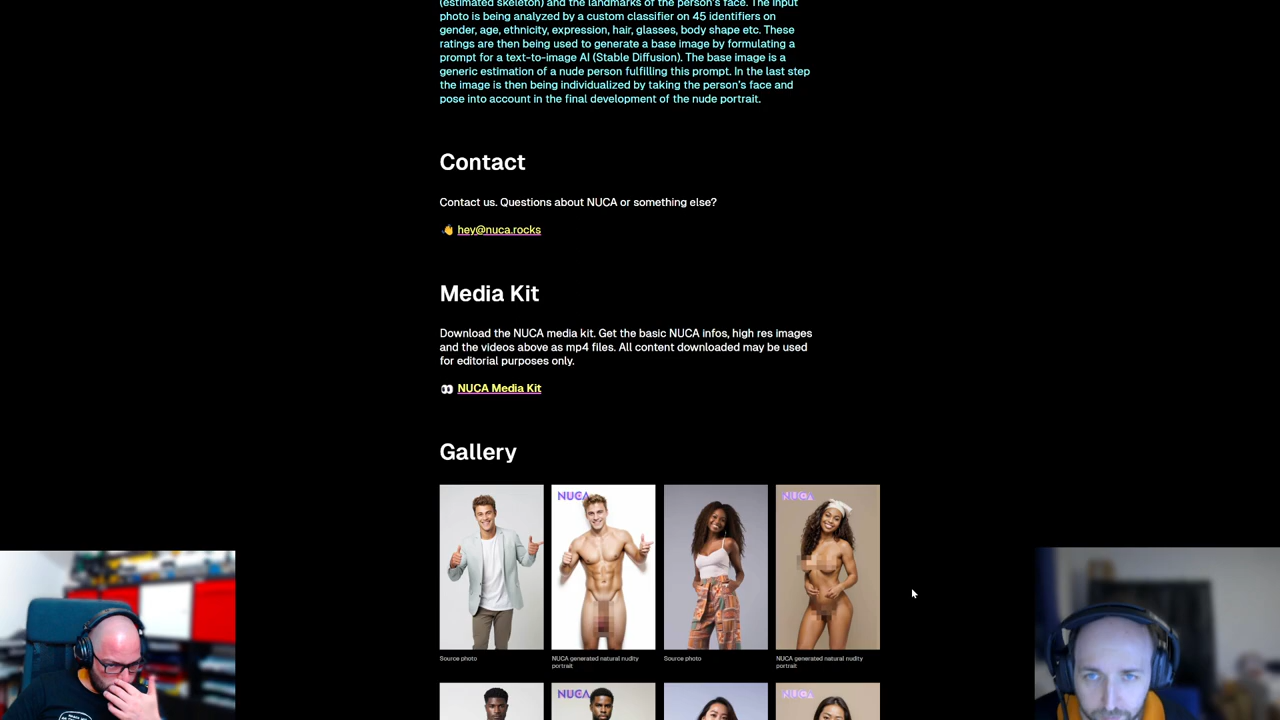 (estimated skeleton) and the landmarks of the person's face. The input
photo is being analyzed by a custom classifier on 45 identifiers on
gender, age, ethnicity, expression, hair, glasses, body shape etc. These
ratings are then being used to generate a base image by formulating a
prompt for a text-to-image AI (Stable Diffusion). The base image is a
generic estimation of a nude person fulfilling this prompt. In the last step
the image is then being individualized by taking the person's face and
pose into account in the final development of the nude portrait.
Contact
Contact us. Questions about NUCA or something else?
hey@nuca.rocks
Media Kit
Download the NUCA media kit. Get the basic NUCA infos, high res images
and the videos above as mp4 files. All content downloaded may be used
for editorial purposes only.
NUCA Media Kit
Gallery
NUCA
NUCA
Source photo
NUCA generated natural nudity
portrait
Source photo
NUCA generated natural nudity
portrait
NUCA
NUCA